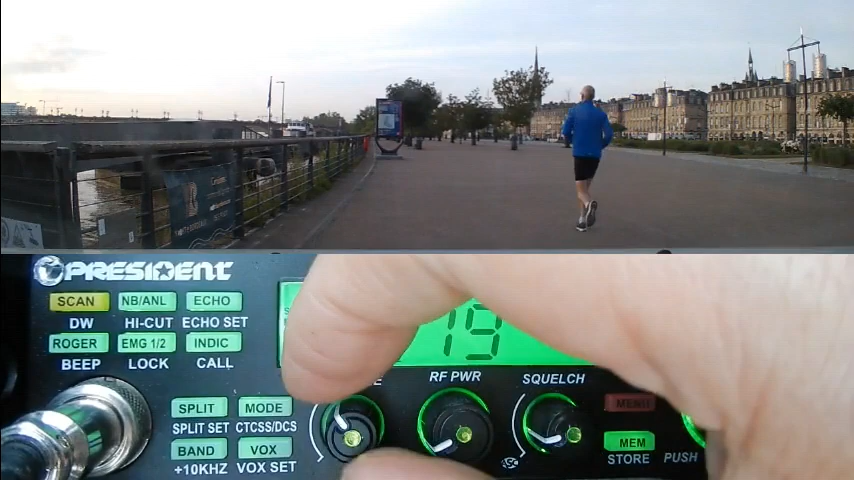 PRESIDENT
SCAN NB/ANL ECHO
DW HI-CUT ECHO SET
ROGER EMG 1/2 INDIC
BEEP LOCK CALL
19
RF PWR SQUELCH
SPLIT MODE
SPLIT SET CTCSS/DCS
BAND VOX
+10KHZ VOX SET
MENU
MEM
STORE PUSH